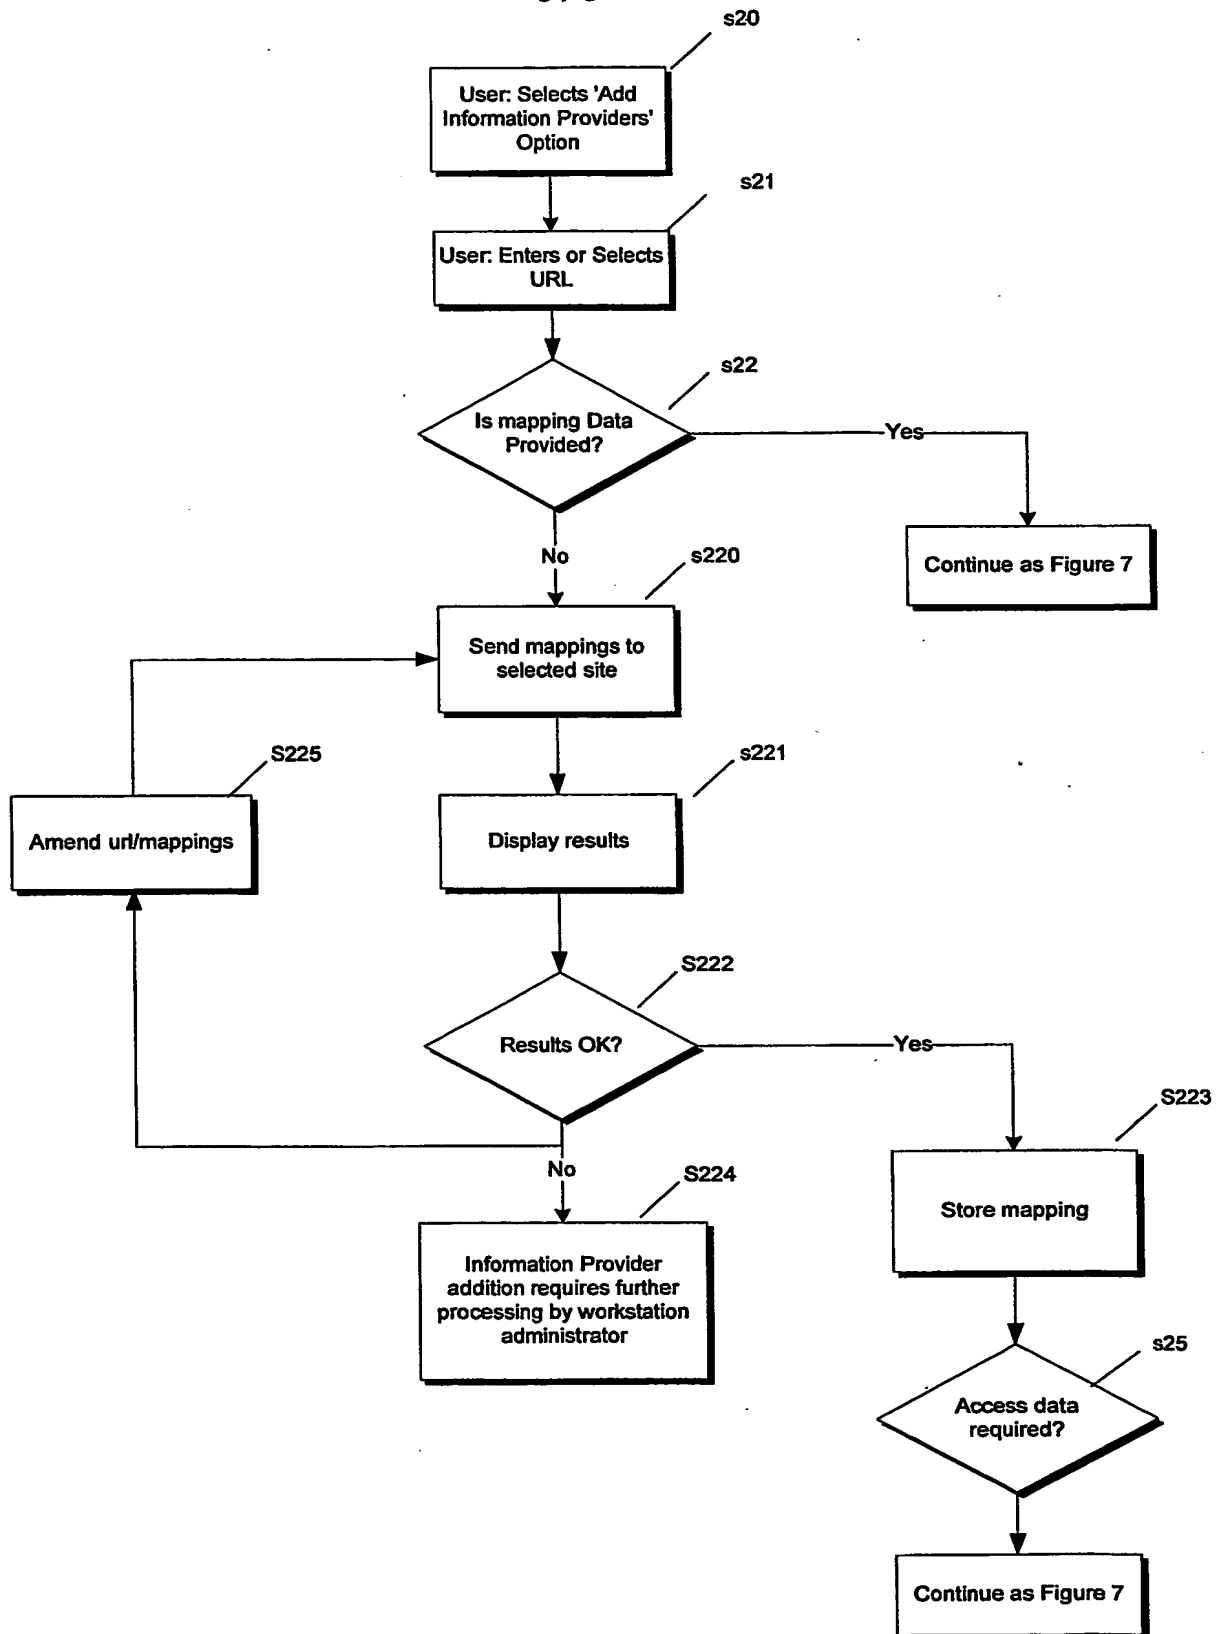 s20
User: Selects 'Add
Information Providers'
Option
s21
User: Enters or Selects
URL
s22
Is mapping Data
Provided?
Yes
Continue as Figure 7
No
s220
Send mappings to
selected site
S225
Amend url/mappings
s221
Display results
S222
Results OK?
Yes
S223
Store mapping
No
S224
Information Provider
addition requires further
processing by workstation
administrator
s25
Access data
required?
Continue as Figure 7